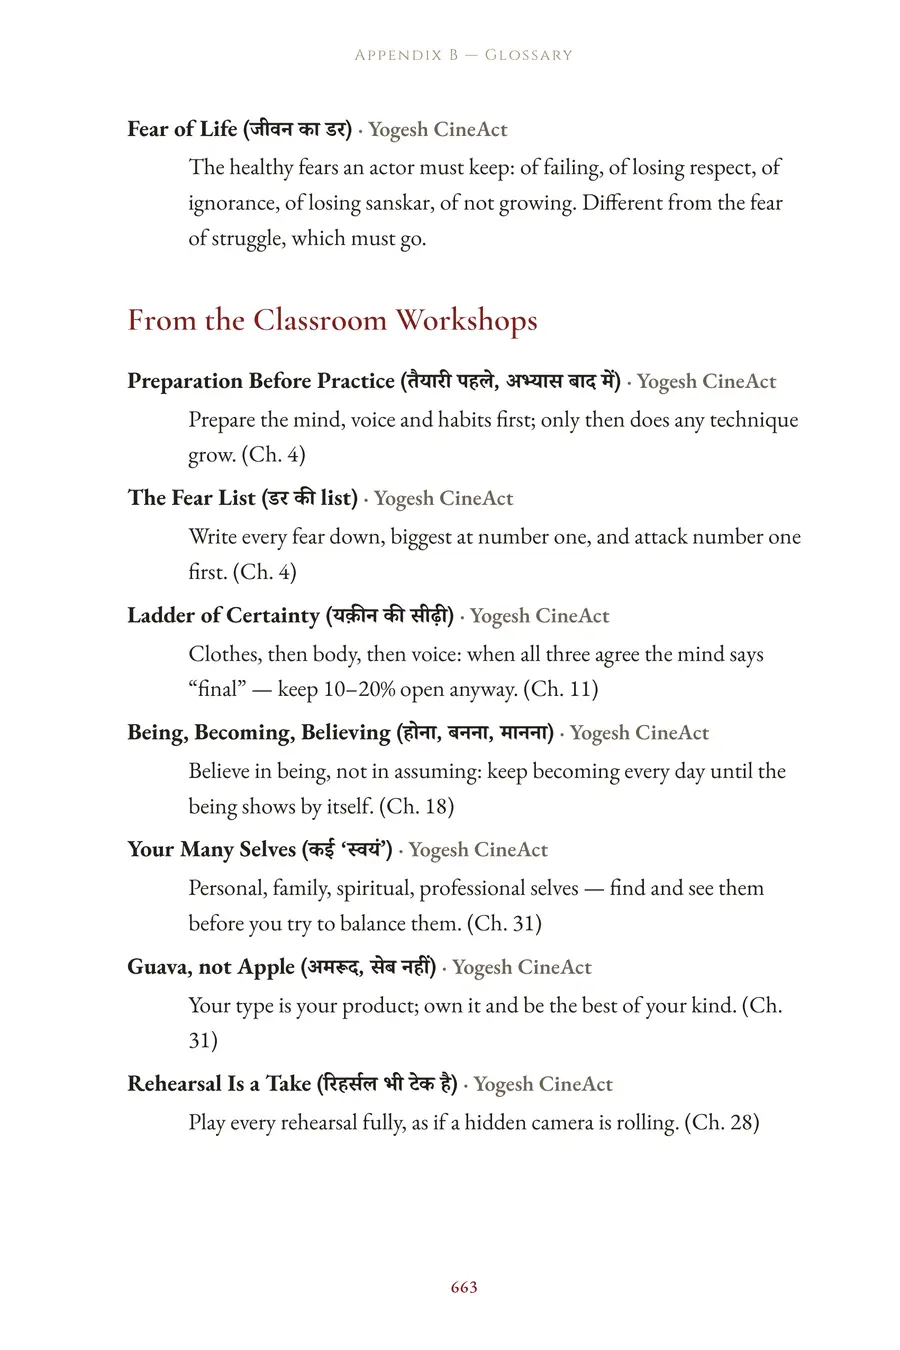 Appendix B — Glossary
Fear of Life (जीवन का डर) · Yogesh CineAct
The healthy fears an actor must keep: of failing, of losing respect, of
ignorance, of losing sanskar, of not growing. Different from the fear
of struggle, which must go.
From the Classroom Workshops
Preparation Before Practice (तैयारी पहले, अभ्यास बाद में) · Yogesh CineAct
Prepare the mind, voice and habits first; only then does any technique
grow. (Ch. 4)
The Fear List (डर की list) · Yogesh CineAct
Write every fear down, biggest at number one, and attack number one
first. (Ch. 4)
Ladder of Certainty (यक़ीन की सीढ़ी) · Yogesh CineAct
Clothes, then body, then voice: when all three agree the mind says
“final” — keep 10–20% open anyway. (Ch. 11)
Being, Becoming, Believing (होना, बनना, मानना) · Yogesh CineAct
Believe in being, not in assuming: keep becoming every day until the
being shows by itself. (Ch. 18)
Your Many Selves (कई ‘स्वयं’) · Yogesh CineAct
Personal, family, spiritual, professional selves — find and see them
before you try to balance them. (Ch. 31)
Guava, not Apple (अमरूद, सेब नहीं) · Yogesh CineAct
Your type is your product; own it and be the best of your kind. (Ch.
31)
Rehearsal Is a Take (रिहर्सल भी टेक है) · Yogesh CineAct
Play every rehearsal fully, as if a hidden camera is rolling. (Ch. 28)
663